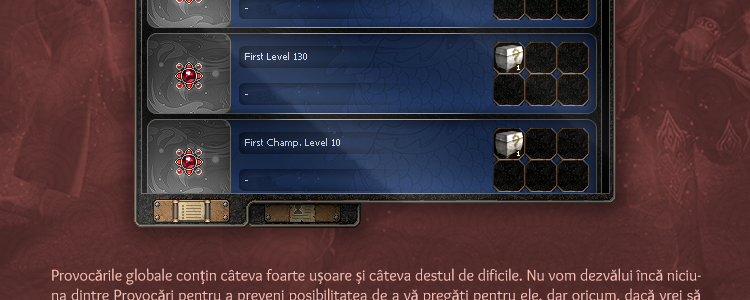 -
First Level 130
1
-
First Champ. Level 10
1
-
Provocările globale conțin câteva foarte ușoare și câteva destul de dificile. Nu vom dezvălui încă niciu-
na dintre Provocări pentru a preveni posibilitatea de a vă pregăti pentru ele, dar oricum, dacă vrei să